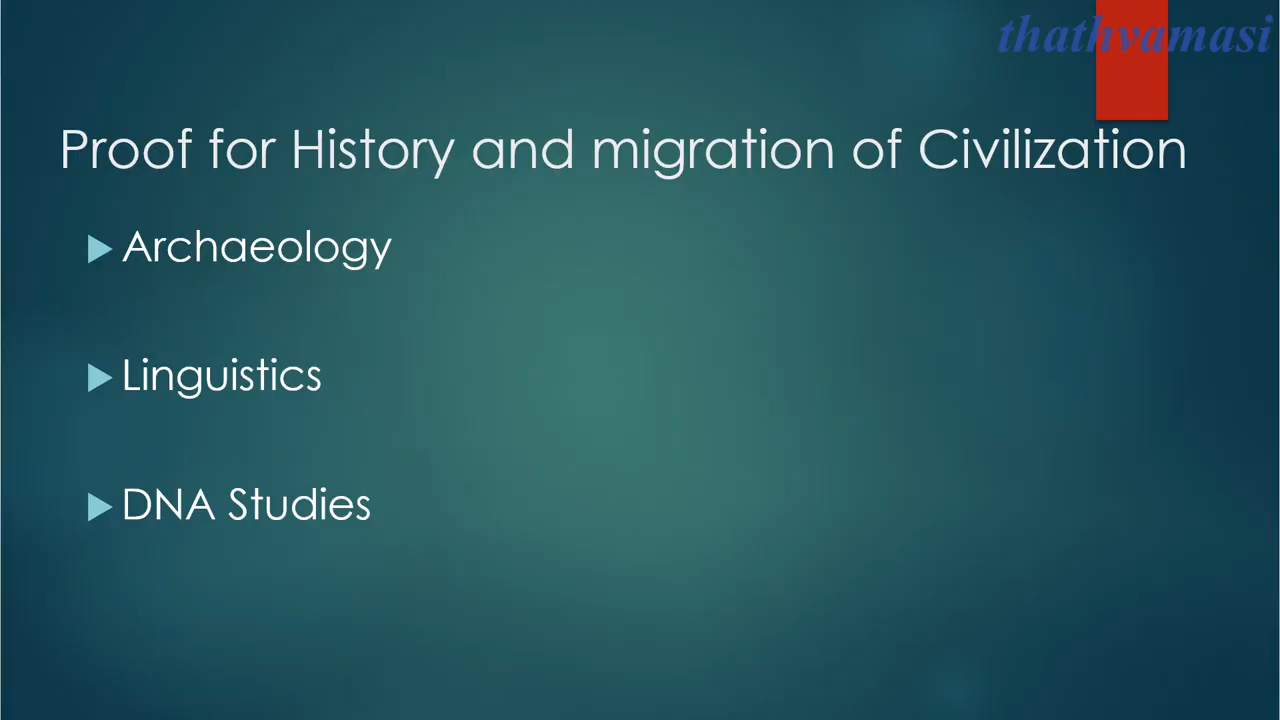 thathvamasi
Proof for History and migration of Civilization
Archaeology
Linguistics
DNA Studies